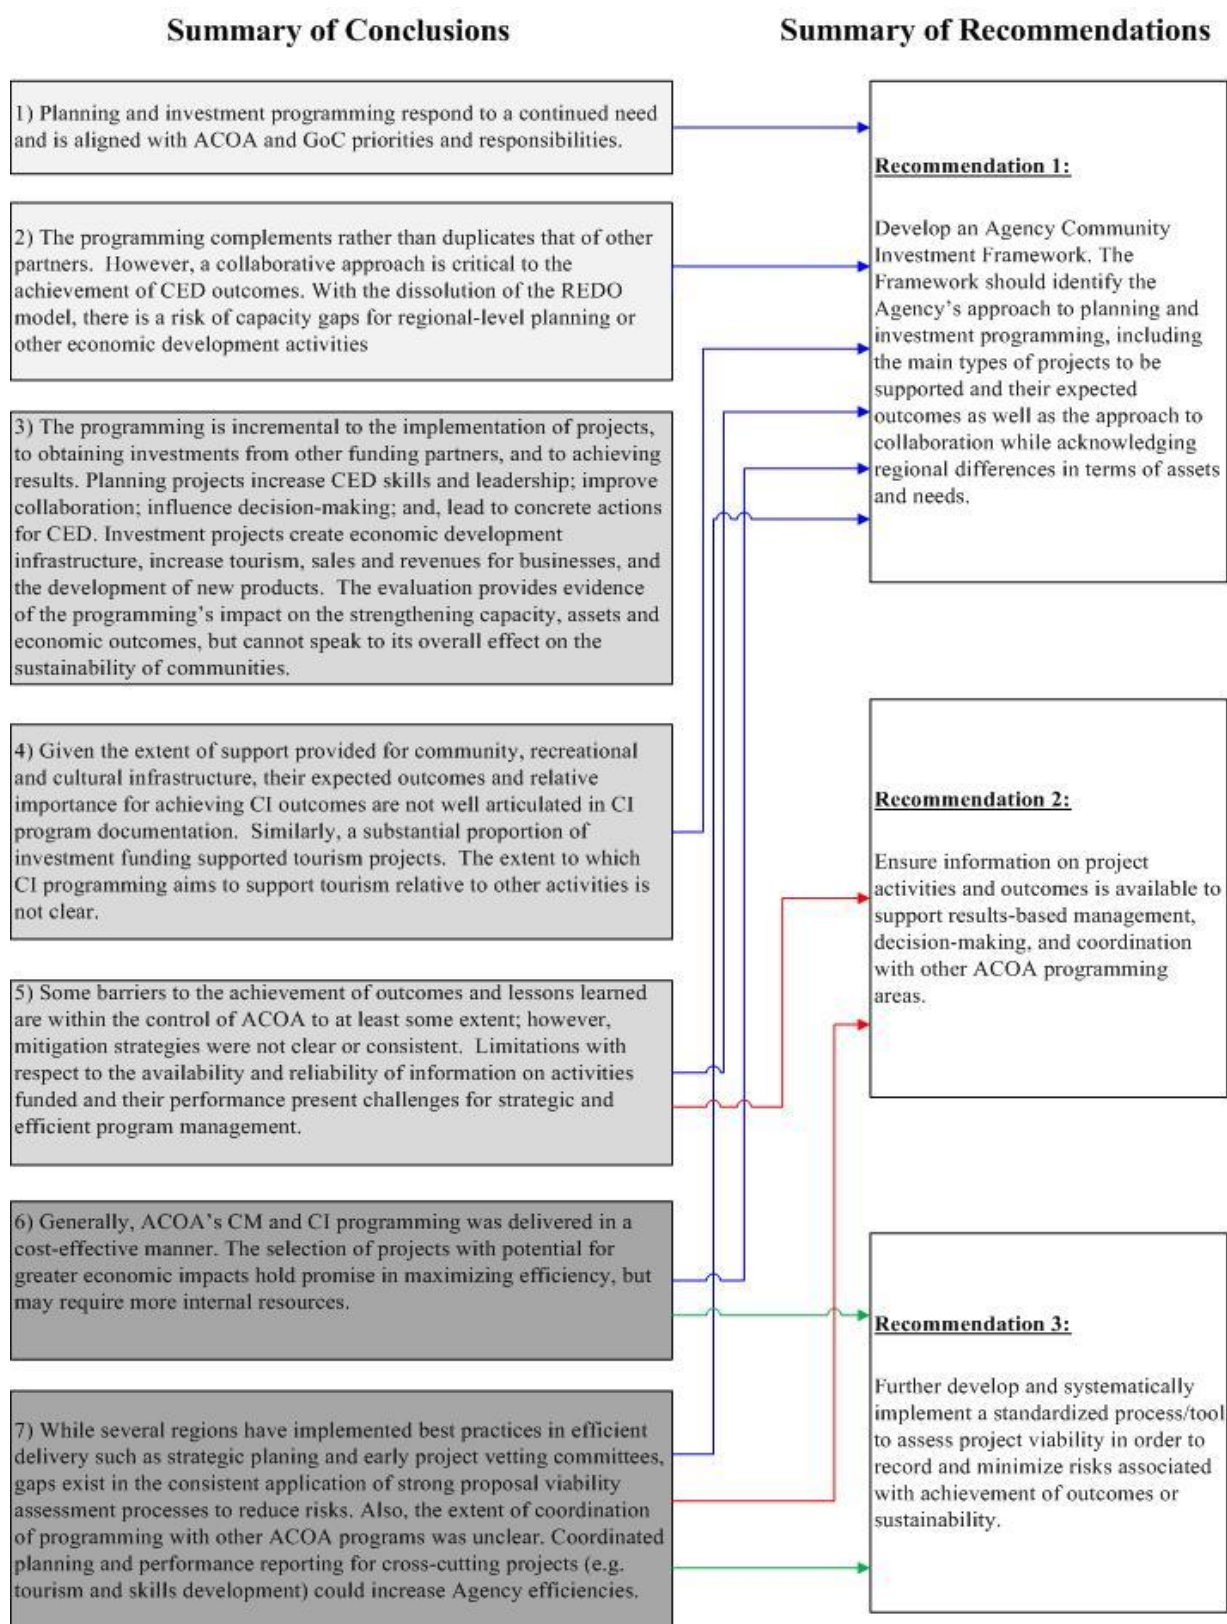 Summary of Conclusions
Summary of Recommendations
1) Planning and investment programming respond to a continued need
and is aligned with ACOA and GoC priorities and responsibilities.
2) The programming complements rather than duplicates that of other
partners. However, a collaborative approach is critical to the
achievement of CED outcomes. With the dissolution of the REDO
model, there is a risk of capacity gaps for regional-level planning or
other economic development activities
3) The programming is incremental to the implementation of projects,
to obtaining investments from other funding partners, and to achieving
results. Planning projects increase CED skills and leadership; improve
collaboration; influence decision-making; and, lead to concrete actions
for CED. Investment projects create economic development
infrastructure, increase tourism, sales and revenues for businesses, and
the development of new products. The evaluation provides evidence
of the programming's impact on the strengthening capacity, assets and
economic outcomes, but cannot speak to its overall effect on the
sustainability of communities.
4) Given the extent of support provided for community, recreational
and cultural infrastructure, their expected outcomes and relative
importance for achieving CI outcomes are not well articulated in CI
program documentation. Similarly, a substantial proportion of
investment funding supported tourism projects. The extent to which
CI programming aims to support tourism relative to other activities is
not clear.
5) Some barriers to the achievement of outcomes and lessons learned
are within the control of ACOA to at least some extent; however,
mitigation strategies were not clear or consistent. Limitations with
respect to the availability and reliability of information on activities
funded and their performance present challenges for strategic and
efficient program management.
6) Generally, ACOA's CM and CI programming was delivered in a
cost-effective manner. The selection of projects with potential for
greater economic impacts hold promise in maximizing efficiency, but
may require more internal resources.
7) While several regions have implemented best practices in efficient
delivery such as strategic planing and early project vetting committees,
gaps exist in the consistent application of strong proposal viability
assessment processes to reduce risks. Also, the extent of coordination
of programming with other ACOA programs was unclear. Coordinated
planning and performance reporting for cross-cutting projects (e.g.
tourism and skills development) could increase Agency efficiencies.
Recommendation 1:
Develop an Agency Community
Investment Framework. The
Framework should identify the
Agency's approach to planning and
investment programming, including
the main types of projects to be
supported and their expected
outcomes as well as the approach to
collaboration while acknowledging
regional differences in terms of assets
and needs.
Recommendation 2:
Ensure information on project
activities and outcomes is available to
support results-based management,
decision-making, and coordination
with other ACOA programming
areas.
Recommendation 3:
Further develop and systematically
implement a standardized process/tool
to assess project viability in order to
record and minimize risks associated
with achievement of outcomes or
sustainability.